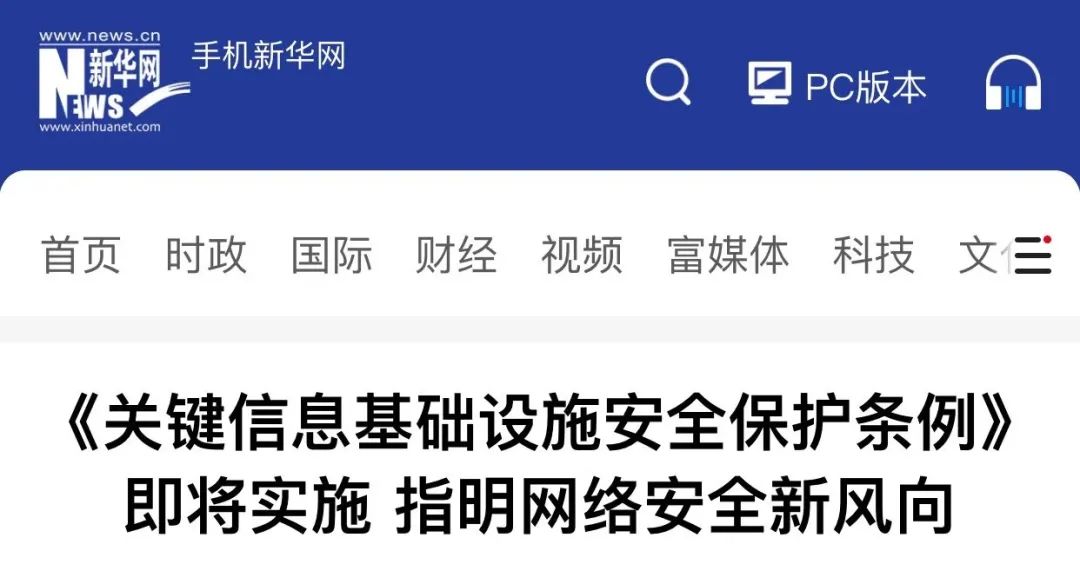 www.news.cn
新华网
NEWS
www.xinhuanet.com
手机新华网
PC版本
首页 时政 国际 财经 视频 富媒体 科技 文
《关键信息基础设施安全保护条例》
即将实施 指明网络安全新风向